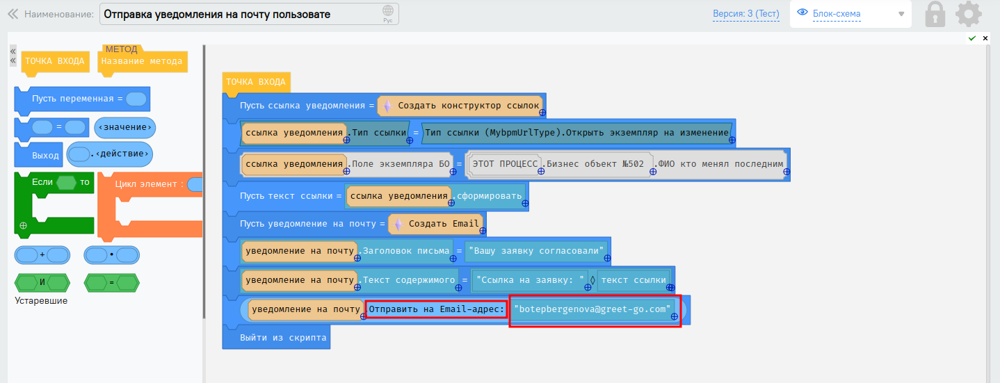 Наименование: Отправка уведомления на почту пользовате Рус Версия: 3 (Тест) Блок-схема
ТОЧКА ВХОДА
МЕТОД
Название метода
Пусть переменная =
=
‹значение›
Выход
.‹действие›
Если то
Цикл элемент :
+
•
И
=
Устаревшие
ТОЧКА ВХОДА
Пусть ссылка уведомления = Создать конструктор ссылок
ссылка уведомления.Тип ссылки = Тип ссылки (MybpmUrlType).Открыть экземпляр на изменение
ссылка уведомления.Поле экземпляра БО = ЭТОТ ПРОЦЕСС.Бизнес объект №502 .ФИО кто менял последним
Пусть текст ссылки = ссылка уведомления.сформировать
Пусть уведомление на почту = Создать Email
уведомление на почту.Заголовок письма = "Вашу заявку согласовали"
уведомление на почту.Текст содержимого = "Ссылка на заявку: " ◊ текст ссылки
уведомление на почту.Отправить на Email-адрес: "botepbergenova@greet-go.com"
Выйти из скрипта